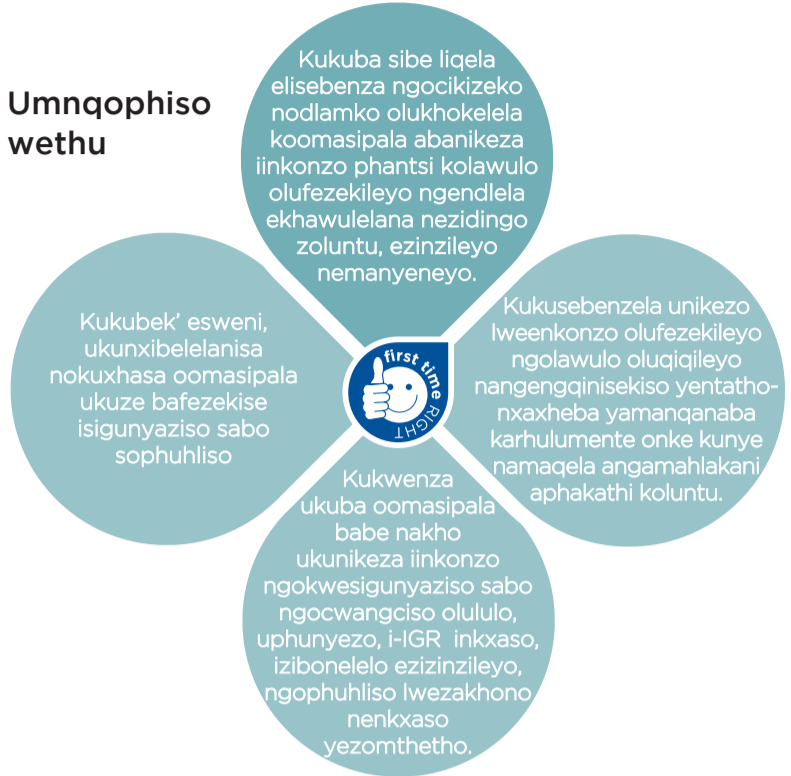 Umnqophiso
wethu
Kukuba sibe liqela
elisebenza ngocikizeko
nodlamko olukhokelela
koomasipala abanikeza
iinkonzo phantsi kolawulo
olufezekileyo ngendlela
ekhawulelana nezidingo
zoluntu, ezinzileyo
nemanyeneyo.
Kukubek’ esweni,
ukunxibelelanisa
nokuxhasa oomasipala
ukuze bafezekise
isigunyaziso sabo
sophuhliso
first time
RIGHT
Kukusebenzela unikezo
lweenkonzo olufezekileyo
ngolawulo oluqiqileyo
nangengqinisekiso yentatho-
nxaxheba yamanqanaba
karhulumente onke kunye
namaqela angamahlakani
aphakathi koluntu.
Kukwenza
ukuba oomasipala
babe nakho
ukunikeza iinkonzo
ngokwesigunyaziso sabo
ngocwangciso olululo,
uphunyezo, i-IGR inkxaso,
izibonelelo ezizinzileyo,
ngophuhliso lwezakhono
nenkxaso
yezomthetho.